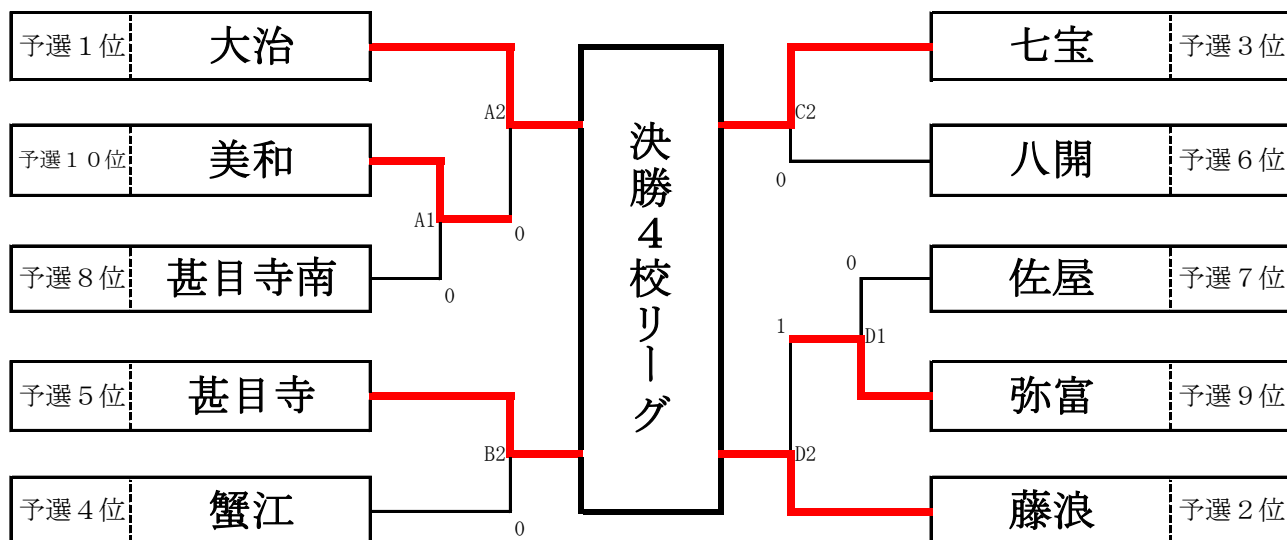 予選１位 大治
A2
予選１０位 美和
A1
0
予選８位 甚目寺南
0
予選５位 甚目寺
B2
予選４位 蟹江
0
決勝４校リーグ
七宝 予選３位
C2
八開 予選６位
0
0
佐屋 予選７位
1
D1
弥富 予選９位
D2
藤浪 予選２位